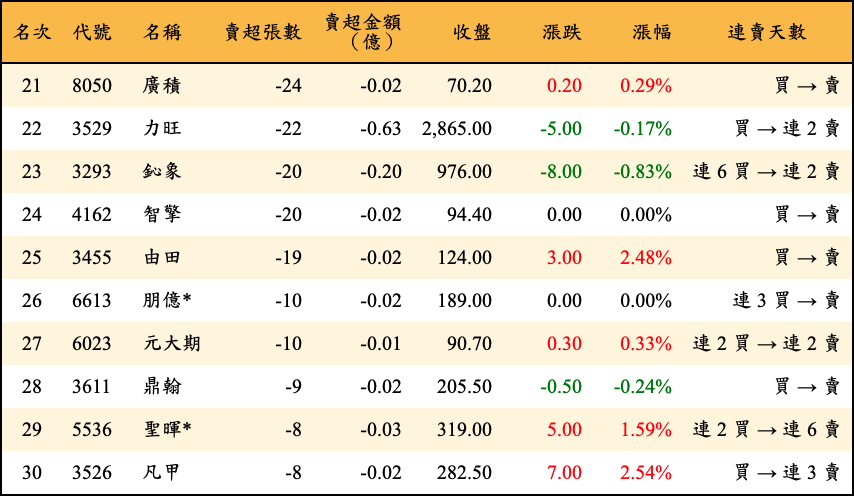 名次 代號 名稱 賣超張數 賣超金額（億） 收盤 漲跌 漲幅 連賣天數
21 8050 廣積 -24 -0.02 70.20 0.20 0.29% 買 → 賣
22 3529 力旺 -22 -0.63 2,865.00 -5.00 -0.17% 買 → 連 2 賣
23 3293 鈊象 -20 -0.20 976.00 -8.00 -0.83% 連 6 買 → 連 2 賣
24 4162 智擎 -20 -0.02 94.40 0.00 0.00% 買 → 賣
25 3455 由田 -19 -0.02 124.00 3.00 2.48% 買 → 賣
26 6613 朋億* -10 -0.02 189.00 0.00 0.00% 連 3 買 → 賣
27 6023 元大期 -10 -0.01 90.70 0.30 0.33% 連 2 買 → 連 2 賣
28 3611 鼎翰 -9 -0.02 205.50 -0.50 -0.24% 買 → 賣
29 5536 聖暉* -8 -0.03 319.00 5.00 1.59% 連 2 買 → 連 6 賣
30 3526 凡甲 -8 -0.02 282.50 7.00 2.54% 買 → 連 3 賣